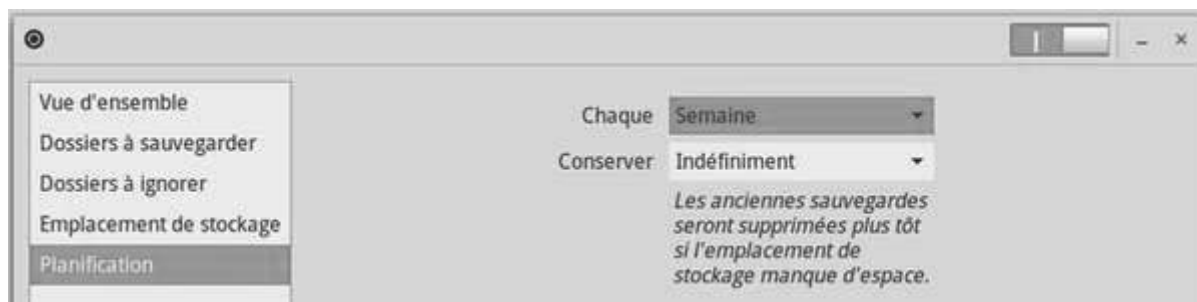 Vue d'ensemble
Dossiers à sauvegarder
Dossiers à ignorer
Emplacement de stockage
Planification
Chaque Semaine
Conserver Indéfiniment
Les anciennes sauvegardes
seront supprimées plus tôt
si l'emplacement de
stockage manque d'espace.